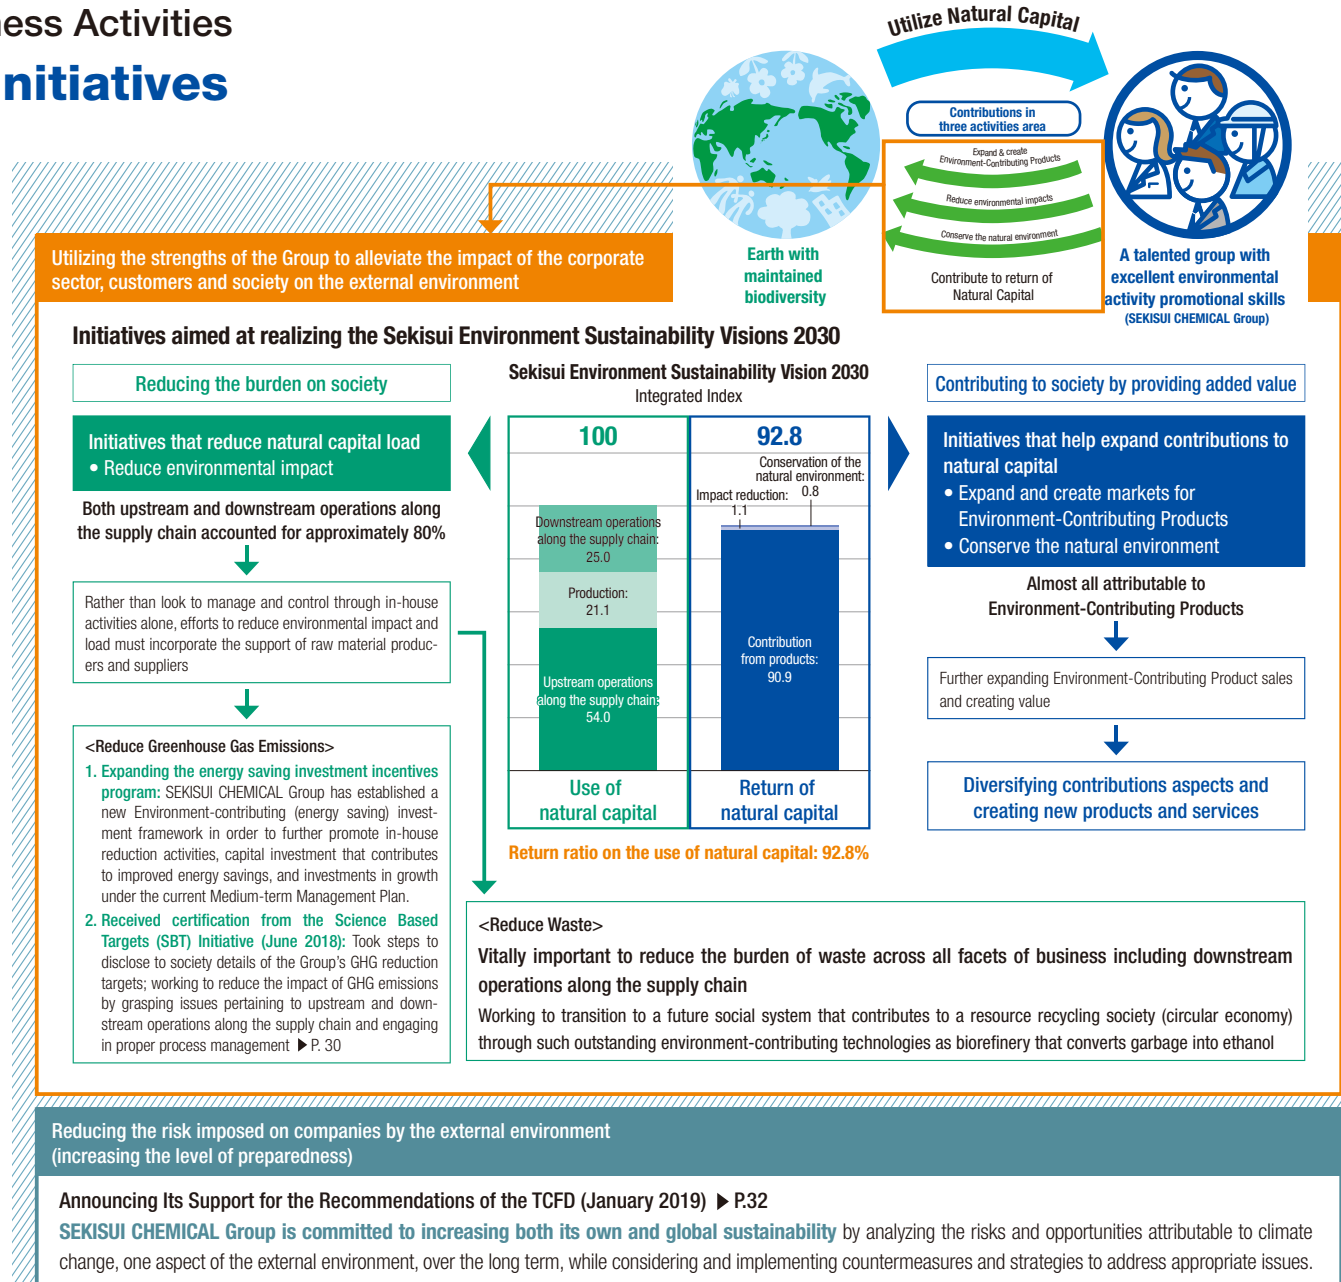 ness Activities
nitiatives
Utilize Natural Capital
Contributions in
three activities area
Expand & create
Environment-Contributing Products
Reduce environmental impacts
Conserve the natural environment
Contribute to return of
Natural Capital
Earth with
maintained
biodiversity
A talented group with
excellent environmental
activity promotional skills
(SEKISUI CHEMICAL Group)
Utilizing the strengths of the Group to alleviate the impact of the corporate
sector, customers and society on the external environment
Initiatives aimed at realizing the Sekisui Environment Sustainability Visions 2030
Reducing the burden on society
Initiatives that reduce natural capital load
• Reduce environmental impact
Both upstream and downstream operations along
the supply chain accounted for approximately 80%
Rather than look to manage and control through in-house
activities alone, efforts to reduce environmental impact and
load must incorporate the support of raw material produc-
ers and suppliers
<Reduce Greenhouse Gas Emissions>
1. Expanding the energy saving investment incentives
program: SEKISUI CHEMICAL Group has established a
new Environment-contributing (energy saving) invest-
ment framework in order to further promote in-house
reduction activities, capital investment that contributes
to improved energy savings, and investments in growth
under the current Medium-term Management Plan.
2. Received certification from the Science Based
Targets (SBT) Initiative (June 2018): Took steps to
disclose to society details of the Group's GHG reduction
targets; working to reduce the impact of GHG emissions
by grasping issues pertaining to upstream and down-
stream operations along the supply chain and engaging
in proper process management ▶ P. 30
Sekisui Environment Sustainability Vision 2030
Integrated Index
100
92.8
Conservation of the
natural environment:
0.8
Impact reduction:
1.1
Downstream operations
along the supply chain:
25.0
Production:
21.1
Upstream operations
along the supply chain:
54.0
Contribution
from products:
90.9
Use of
natural capital
Return of
natural capital
Return ratio on the use of natural capital: 92.8%
Contributing to society by providing added value
Initiatives that help expand contributions to
natural capital
• Expand and create markets for
Environment-Contributing Products
• Conserve the natural environment
Almost all attributable to
Environment-Contributing Products
Further expanding Environment-Contributing Product sales
and creating value
Diversifying contributions aspects and
creating new products and services
<Reduce Waste>
Vitally important to reduce the burden of waste across all facets of business including downstream
operations along the supply chain
Working to transition to a future social system that contributes to a resource recycling society (circular economy)
through such outstanding environment-contributing technologies as biorefinery that converts garbage into ethanol
Reducing the risk imposed on companies by the external environment
(increasing the level of preparedness)
Announcing Its Support for the Recommendations of the TCFD (January 2019) ▶ P.32
SEKISUI CHEMICAL Group is committed to increasing both its own and global sustainability by analyzing the risks and opportunities attributable to climate
change, one aspect of the external environment, over the long term, while considering and implementing countermeasures and strategies to address appropriate issues.